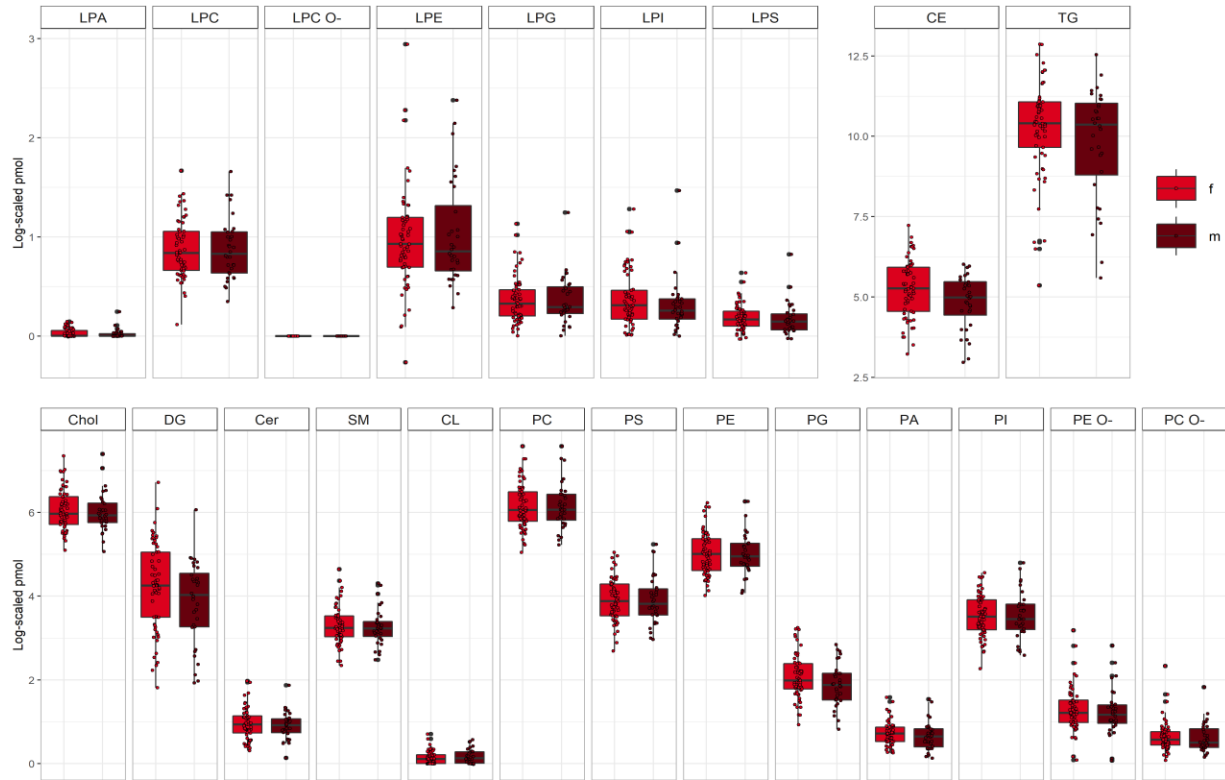 LPA LPC LPC O- LPE LPG LPI LPS CE TG
Log-scaled pmol
3
2
1
0
12.5
10.0
7.5
5.0
2.5
f
m
Chol DG Cer SM CL PC PS PE PG PA PI PE O- PC O-
Log-scaled pmol
6
4
2
0